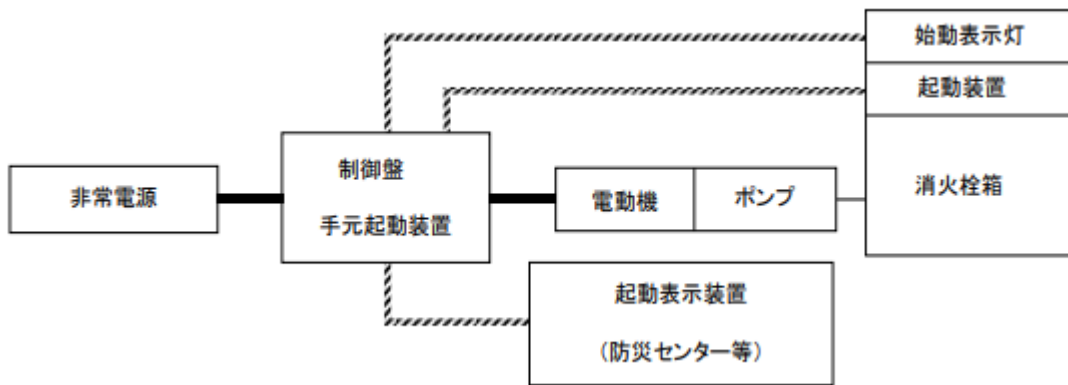 始動表示灯
起動装置
消火栓箱
制御盤
手元起動装置
非常電源
電動機
ポンプ
起動表示装置
（防災センター等）